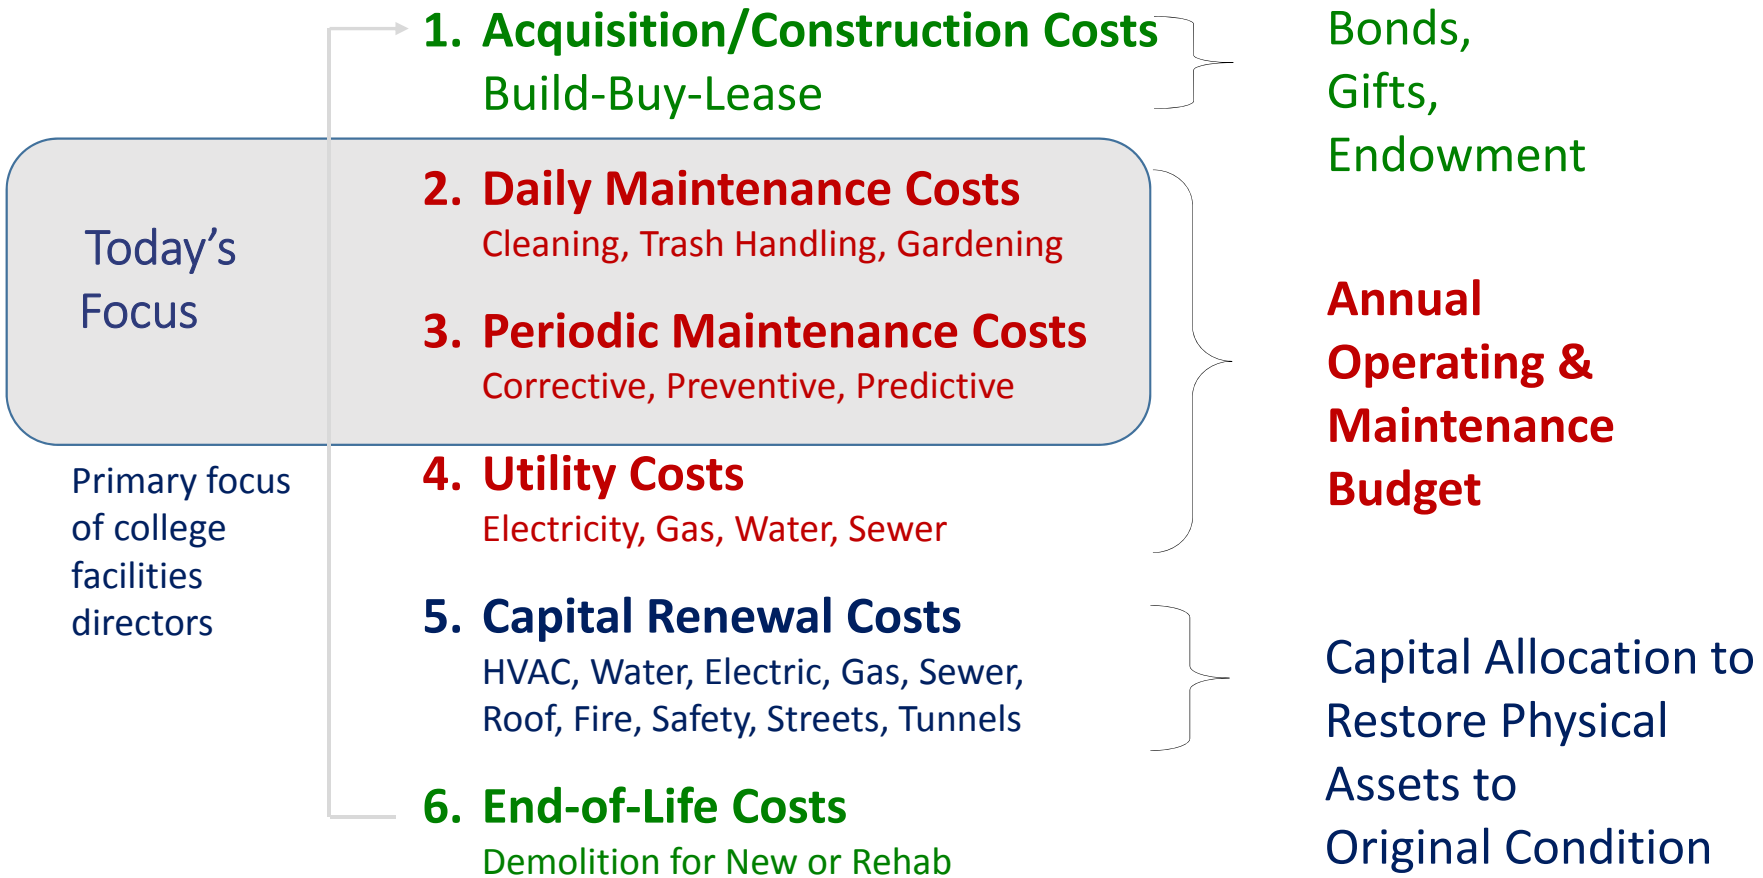 1. Acquisition/Construction Costs
Build-Buy-Lease
Bonds,
Gifts,
Endowment
Today's
Focus
2. Daily Maintenance Costs
Cleaning, Trash Handling, Gardening
3. Periodic Maintenance Costs
Corrective, Preventive, Predictive
4. Utility Costs
Electricity, Gas, Water, Sewer
Annual
Operating &
Maintenance
Budget
Primary focus
of college
facilities
directors
5. Capital Renewal Costs
HVAC, Water, Electric, Gas, Sewer,
Roof, Fire, Safety, Streets, Tunnels
Capital Allocation to
Restore Physical
Assets to
Original Condition
6. End-of-Life Costs
Demolition for New or Rehab